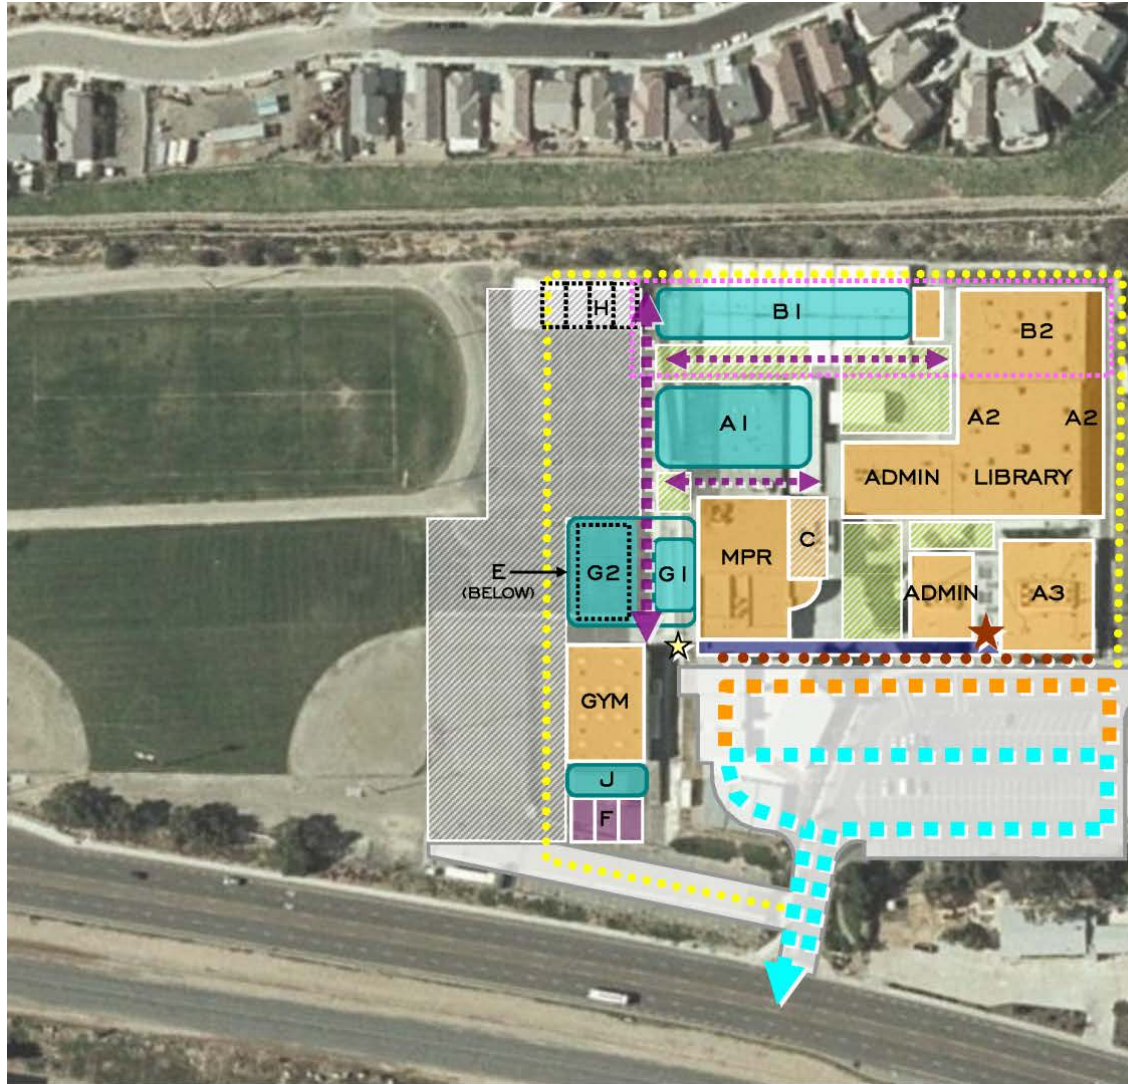 H
B1
B2
A1
A2
A2
ADMIN
LIBRARY
C
MPR
E
(BELOW)
G2
G1
ADMIN
A3
GYM
J
F